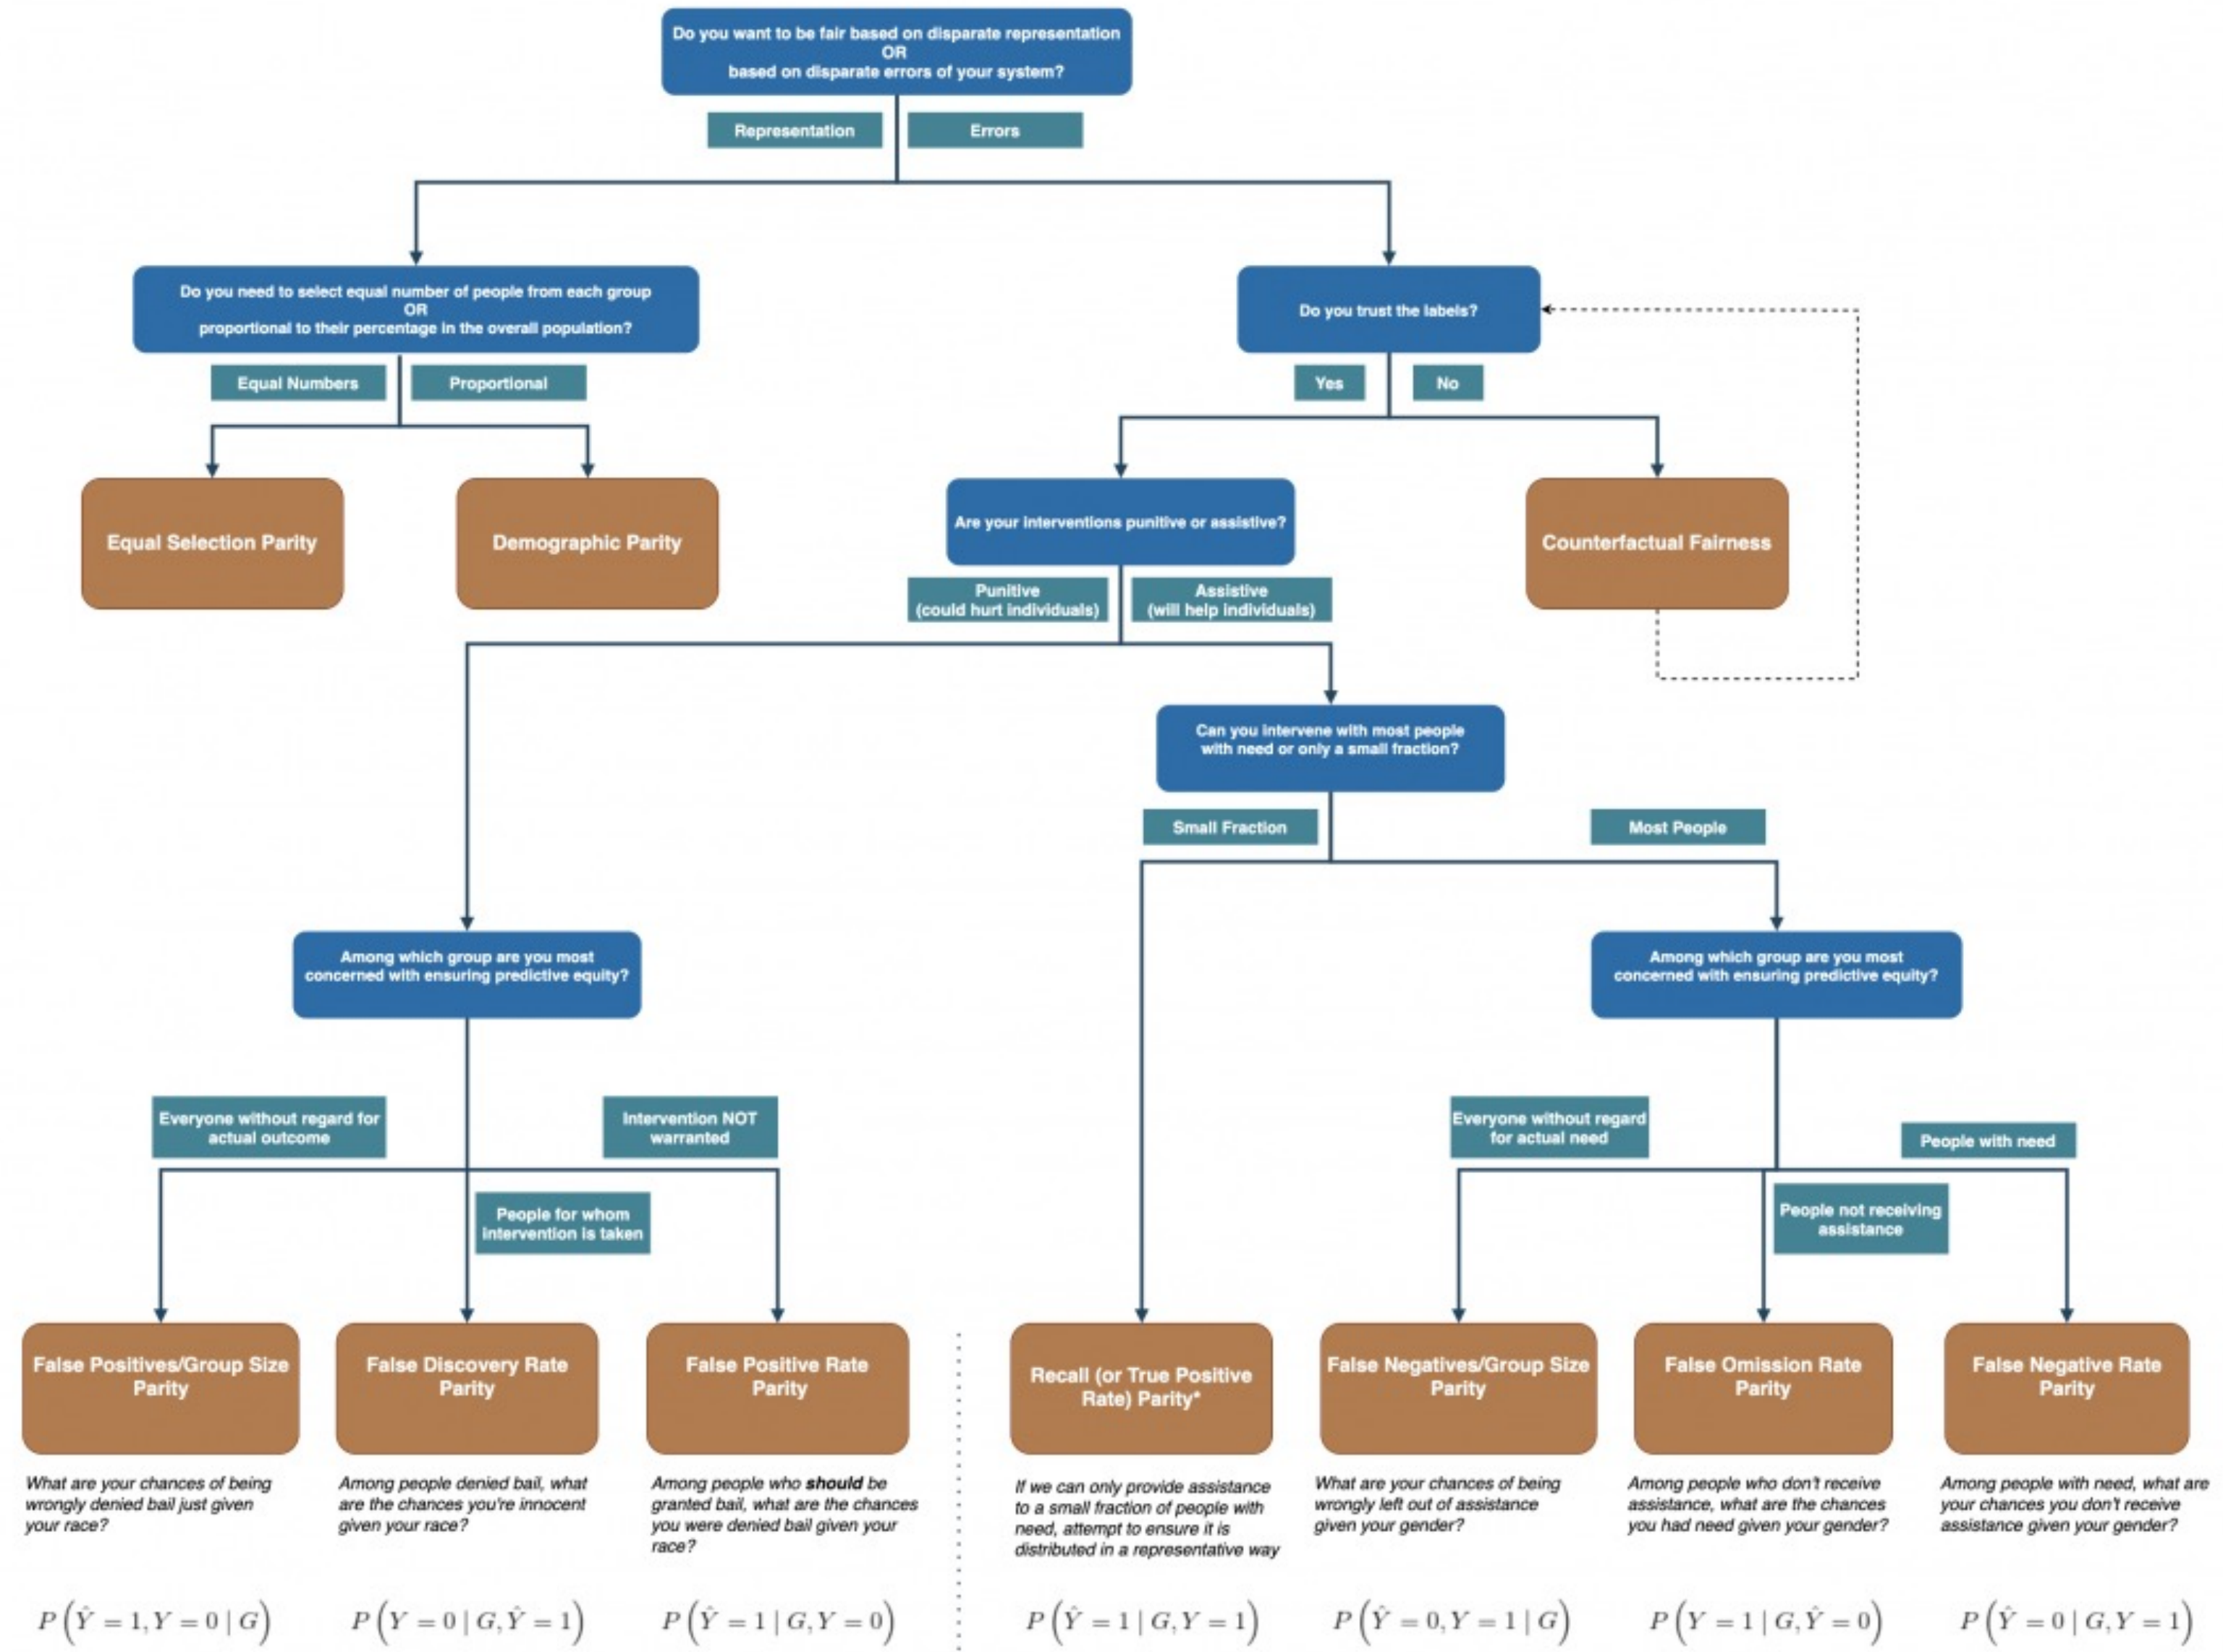 Do you want to be fair based on disparate representation
OR
based on disparate errors of your system?
Representation
Errors
Do you need to select equal number of people from each group
OR
proportional to their percentage in the overall population?
Do you trust the labels?
Equal Numbers
Proportional
Yes
No
Equal Selection Parity
Demographic Parity
Are your interventions punitive or assistive?
Counterfactual Fairness
Punitive
(could hurt individuals)
Assistive
(will help individuals)
Can you intervene with most people
with need or only a small fraction?
Small Fraction
Most People
Among which group are you most
concerned with ensuring predictive equity?
Among which group are you most
concerned with ensuring predictive equity?
Everyone without regard for
actual outcome
Intervention NOT
warranted
People for whom
intervention is taken
Everyone without regard
for actual need
People with need
People not receiving
assistance
False Positives/Group Size
Parity
False Discovery Rate
Parity
False Positive Rate
Parity
Recall (or True Positive
Rate) Parity*
False Negatives/Group Size
Parity
False Omission Rate
Parity
False Negative Rate
Parity
What are your chances of being
wrongly denied bail just given
your race?
Among people denied bail, what
are the chances you're innocent
given your race?
Among people who should be
granted bail, what are the chances
you were denied bail given your
race?
If we can only provide assistance
to a small fraction of people with
need, attempt to ensure it is
distributed in a representative way
What are your chances of being
wrongly left out of assistance
given your gender?
Among people who don't receive
assistance, what are the chances
you had need given your gender?
Among people with need, what are
your chances you don't receive
assistance given your gender?
P(Ŷ = 1, Y = 0 | G)
P(Y = 0 | G, Ŷ = 1)
P(Ŷ = 1 | G, Y = 0)
P(Ŷ = 1 | G, Y = 1)
P(Ŷ = 0, Y = 1 | G)
P(Y = 1 | G, Ŷ = 0)
P(Ŷ = 0 | G, Y = 1)